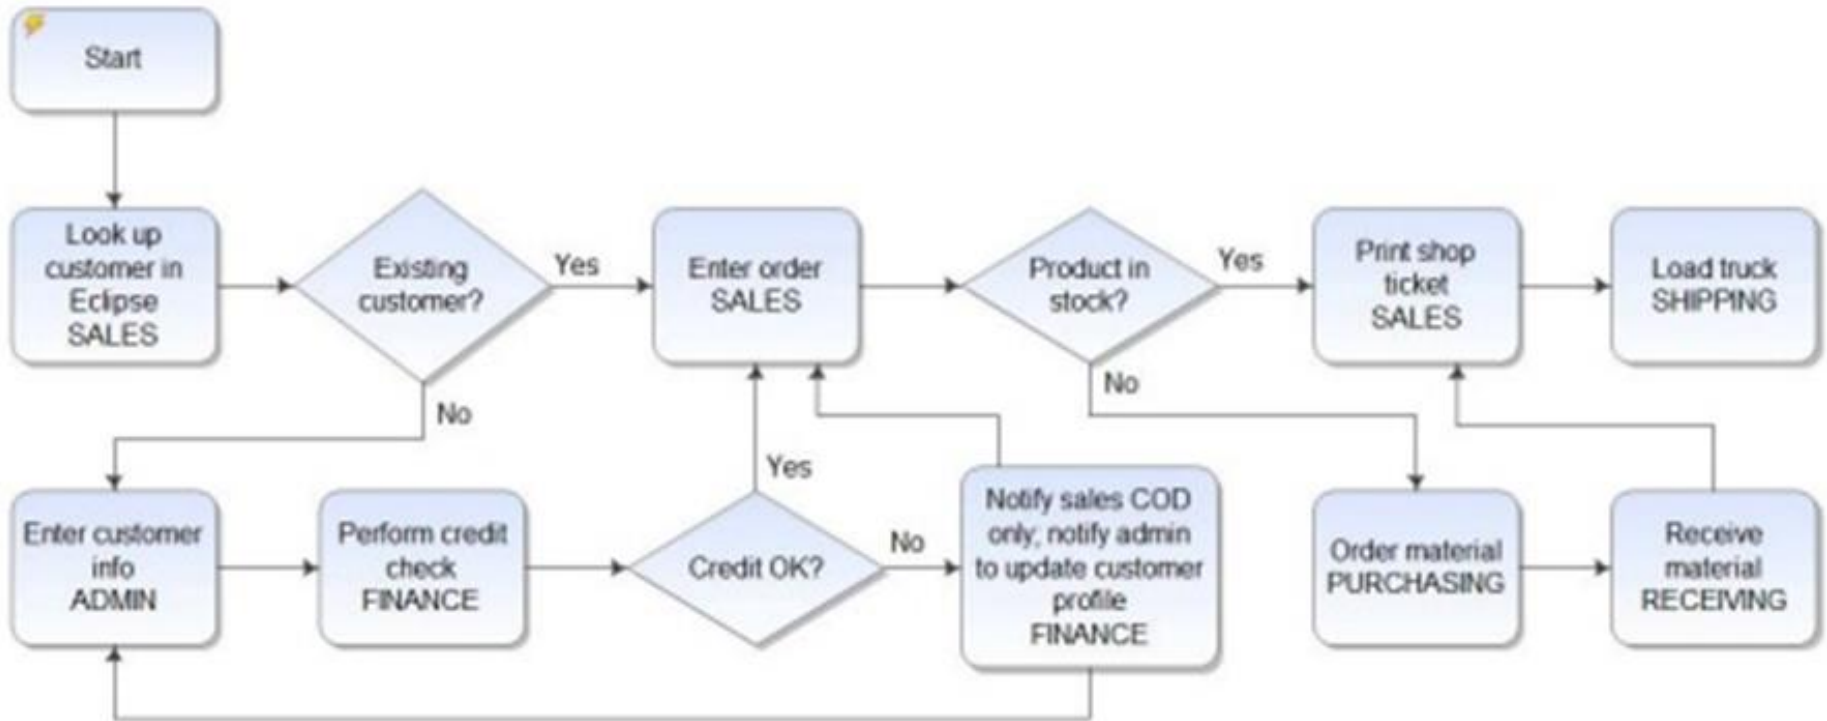 Start
Look up
customer in
Eclipse
SALES
Existing
customer?
Yes
No
Enter order
SALES
Product in
stock?
Yes
No
Print shop
ticket
SALES
Load truck
SHIPPING
Enter customer
info
ADMIN
Perform credit
check
FINANCE
Credit OK?
Yes
No
Notify sales COD
only; notify admin
to update customer
profile
FINANCE
Order material
PURCHASING
Receive
material
RECEIVING